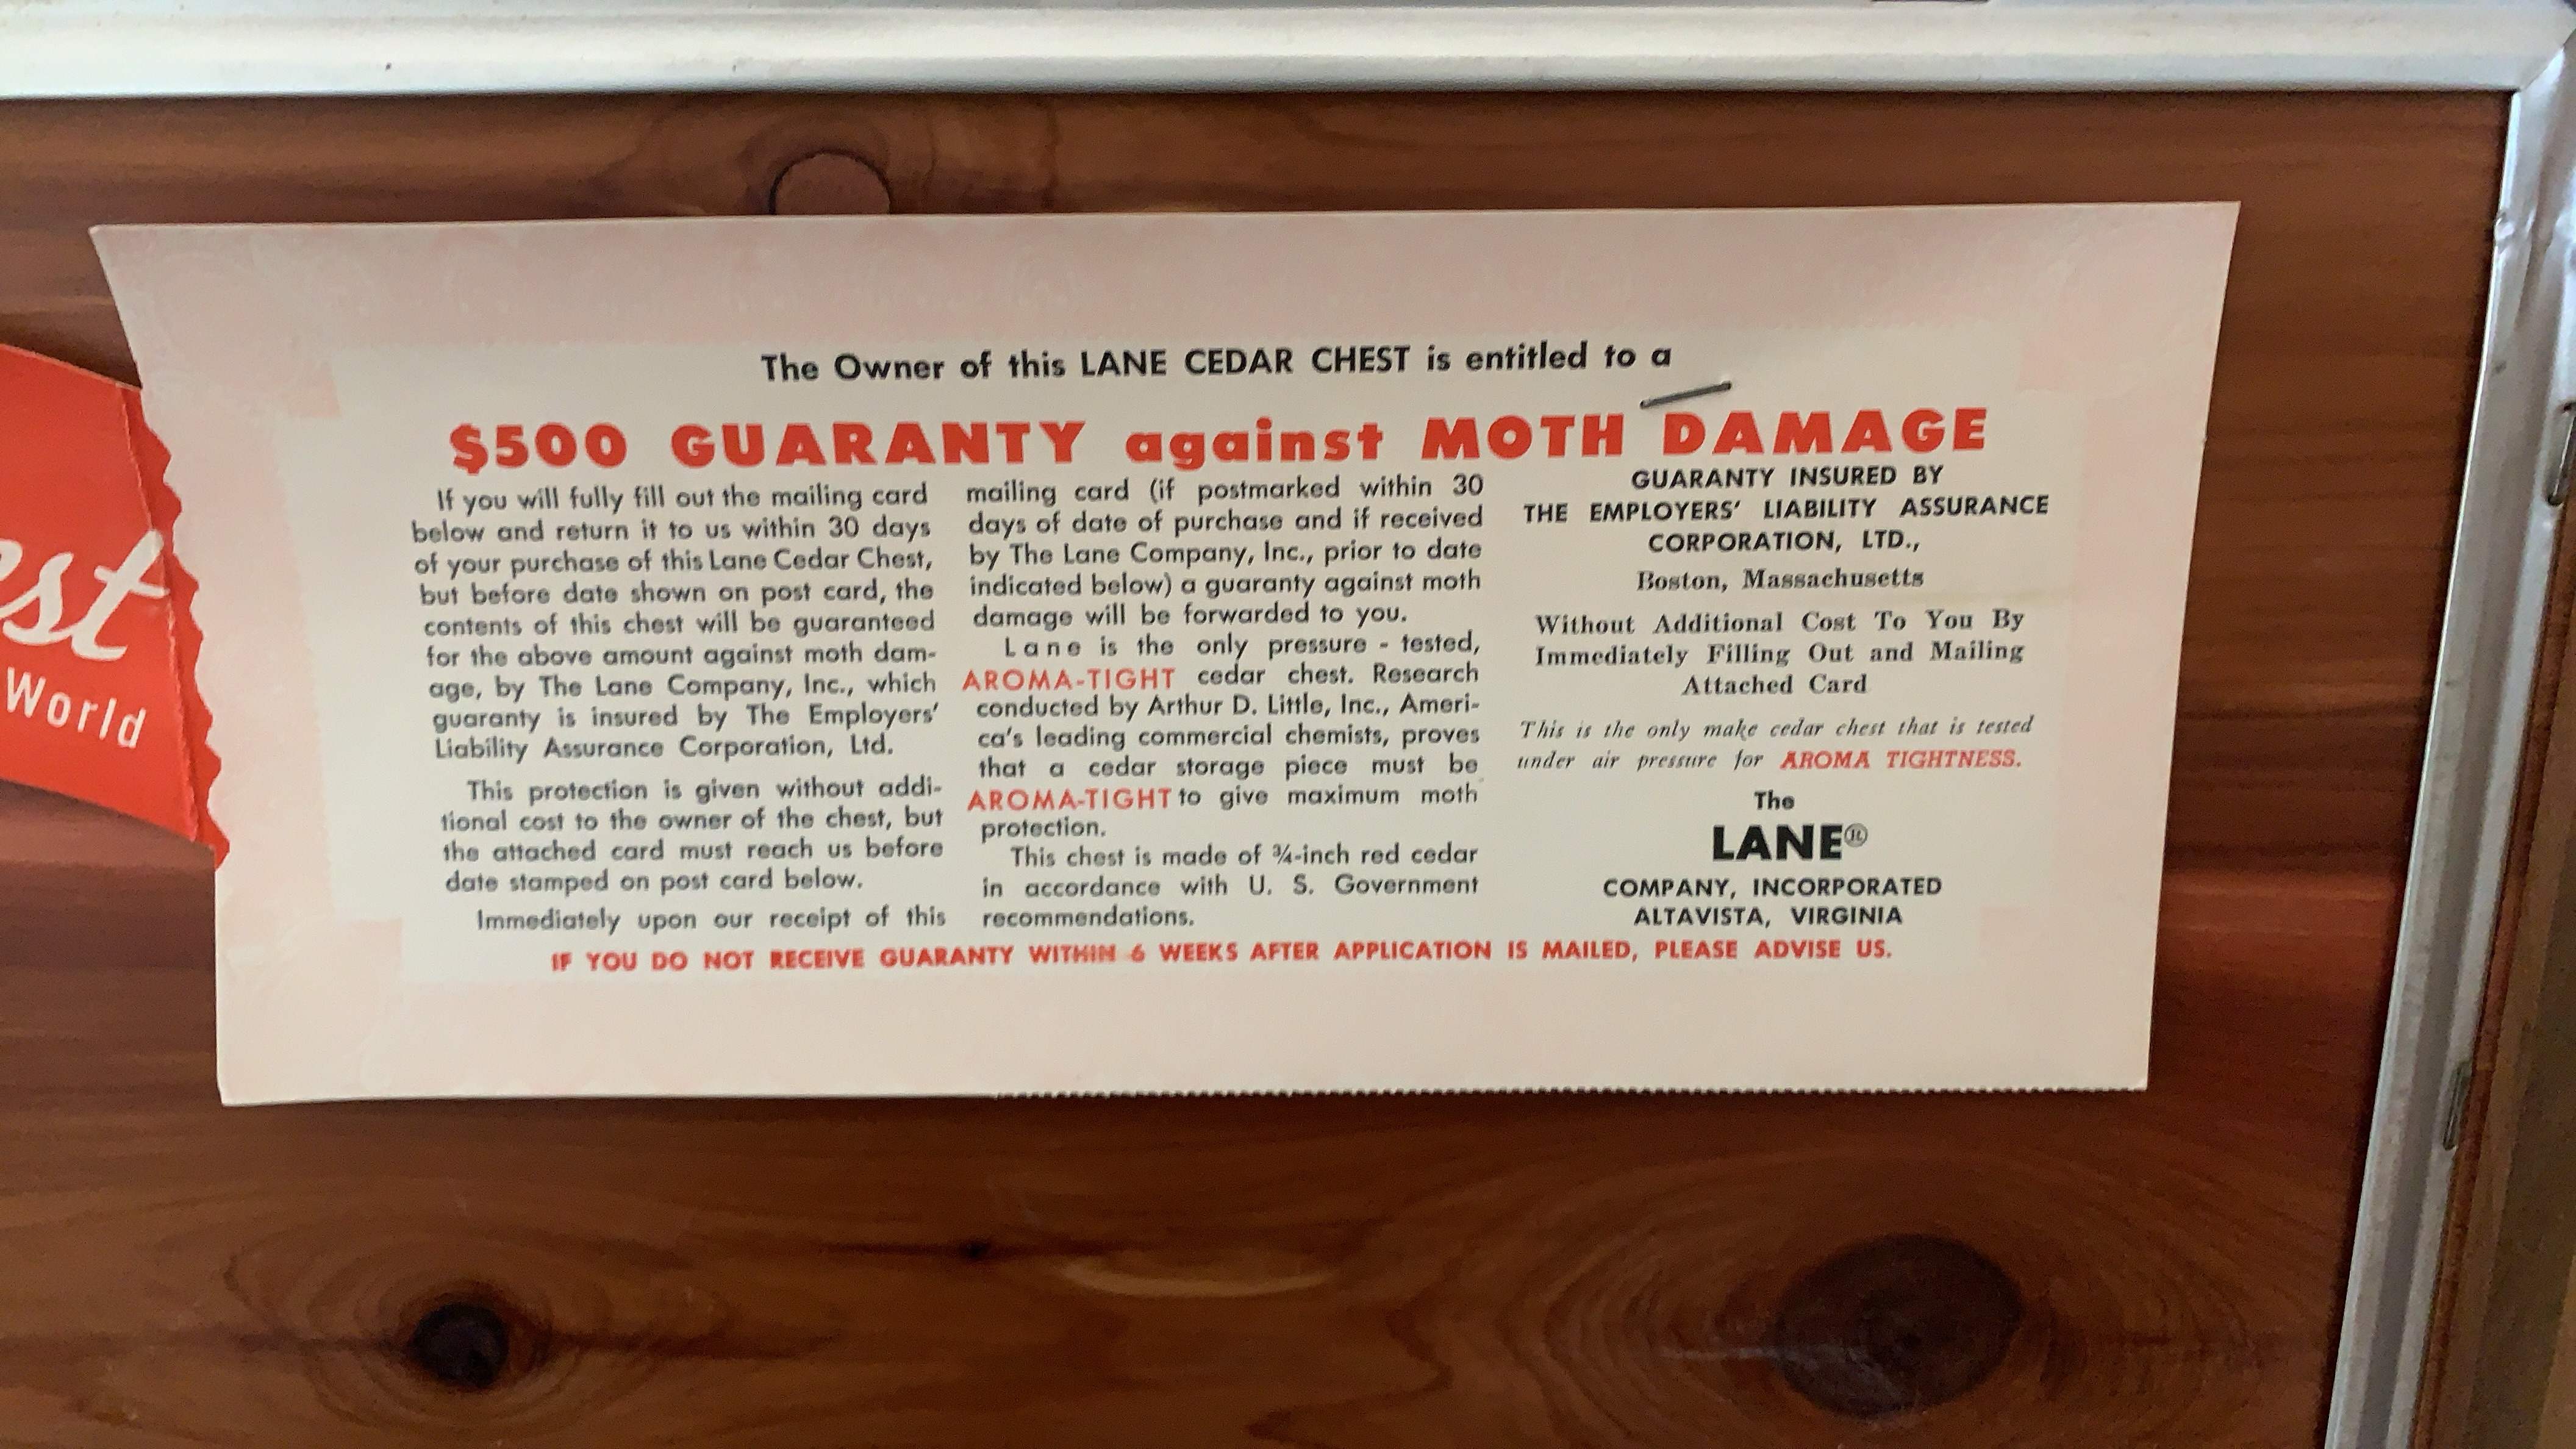 est
World
The Owner of this LANE CEDAR CHEST is entitled to a
$500 GUARANTY against MOTH DAMAGE
If you will fully fill out the mailing card
below and return it to us within 30 days
of your purchase of this Lane Cedar Chest,
but before date shown on post card, the
contents of this chest will be guaranteed
for the above amount against moth dam-
age, by The Lane Company, Inc., which
guaranty is insured by The Employers'
Liability Assurance Corporation, Ltd.
This protection is given without addi-
tional cost to the owner of the chest, but
the attached card must reach us before
date stamped on post card below.
Immediately upon our receipt of this
mailing card (if postmarked within 30
days of date of purchase and if received
by The Lane Company, Inc., prior to date
indicated below) a guaranty against moth
damage will be forwarded to you.
Lane is the only pressure - tested,
AROMA-TIGHT cedar chest. Research
conducted by Arthur D. Little, Inc., Ameri-
ca's leading commercial chemists, proves
that a cedar storage piece must be
AROMA-TIGHT to give maximum moth
protection.
This chest is made of ¾-inch red cedar
in accordance with U. S. Government
recommendations.
GUARANTY INSURED BY
THE EMPLOYERS' LIABILITY ASSURANCE
CORPORATION, LTD.,
Boston, Massachusetts
Without Additional Cost To You By
Immediately Filling Out and Mailing
Attached Card
This is the only make cedar chest that is tested
under air pressure for AROMA TIGHTNESS.
The
LANE®
COMPANY, INCORPORATED
ALTAVISTA, VIRGINIA
IF YOU DO NOT RECEIVE GUARANTY WITHIN 6 WEEKS AFTER APPLICATION IS MAILED, PLEASE ADVISE US.